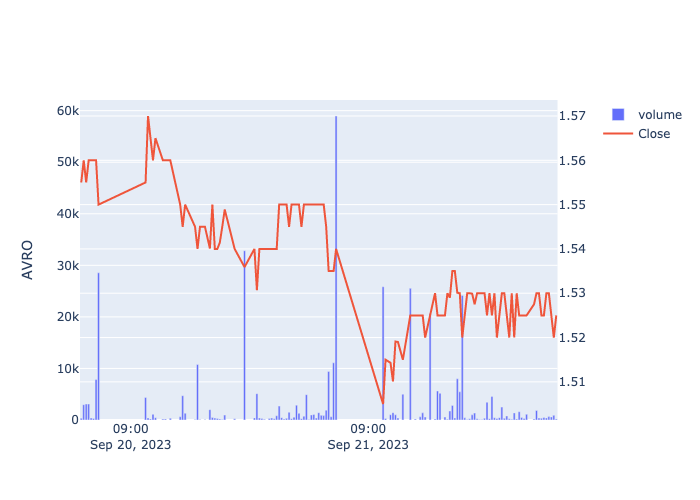 60k
50k
40k
30k
20k
10k
0
AVRO
1.57
1.56
1.55
1.54
1.53
1.52
1.51
09:00
Sep 20, 2023
09:00
Sep 21, 2023
volume
Close